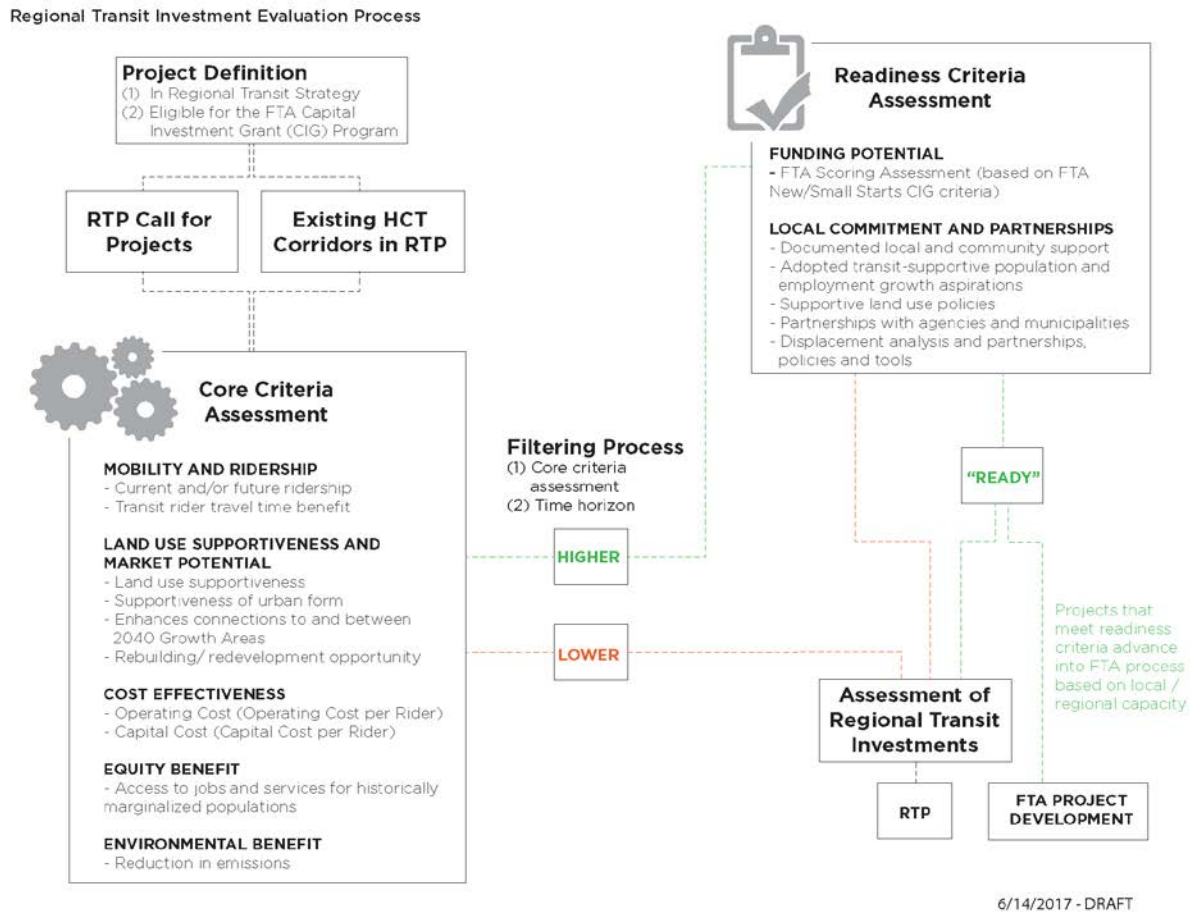 Regional Transit Investment Evaluation Process
Project Definition
(1) In Regional Transit Strategy
(2) Eligible for the FTA Capital
Investment Grant (CIG) Program
RTP Call for
Projects
Existing HCT
Corridors in RTP
Core Criteria
Assessment
MOBILITY AND RIDERSHIP
- Current and/or future ridership
- Transit rider travel time benefit
LAND USE SUPPORTIVENESS AND
MARKET POTENTIAL
- Land use supportiveness
- Supportiveness of urban form
- Enhances connections to and between
2040 Growth Areas
- Rebuilding/ redevelopment opportunity
COST EFFECTIVENESS
- Operating Cost (Operating Cost per Rider)
- Capital Cost (Capital Cost per Rider)
EQUITY BENEFIT
- Access to jobs and services for historically
marginalized populations
ENVIRONMENTAL BENEFIT
- Reduction in emissions
Filtering Process
(1) Core criteria
assessment
(2) Time horizon
HIGHER
LOWER
Readiness Criteria
Assessment
FUNDING POTENTIAL
- FTA Scoring Assessment (based on FTA
New/Small Starts CIG criteria)
LOCAL COMMITMENT AND PARTNERSHIPS
- Documented local and community support
- Adopted transit-supportive population and
employment growth aspirations
- Supportive land use policies
- Partnerships with agencies and municipalities
- Displacement analysis and partnerships,
policies and tools
“READY”
Projects that
meet readiness
criteria advance
into FTA process
based on local /
regional capacity
Assessment of
Regional Transit
Investments
RTP
FTA PROJECT
DEVELOPMENT
6/14/2017 - DRAFT